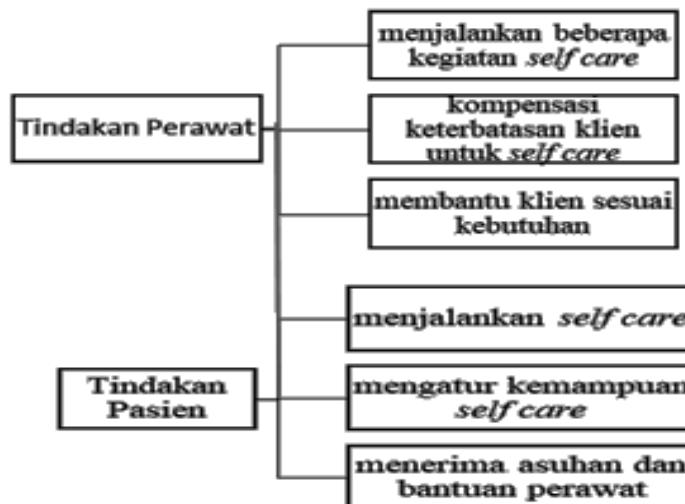 menjalankan beberapa
kegiatan self care
Tindakan Perawat
kompensasi
keterbatasan klien
untuk self care
membantu klien sesuai
kebutuhan
menjalankan self care
Tindakan
Pasien
mengatur kemampuan
self care
menerima asuhan dan
bantuan perawat